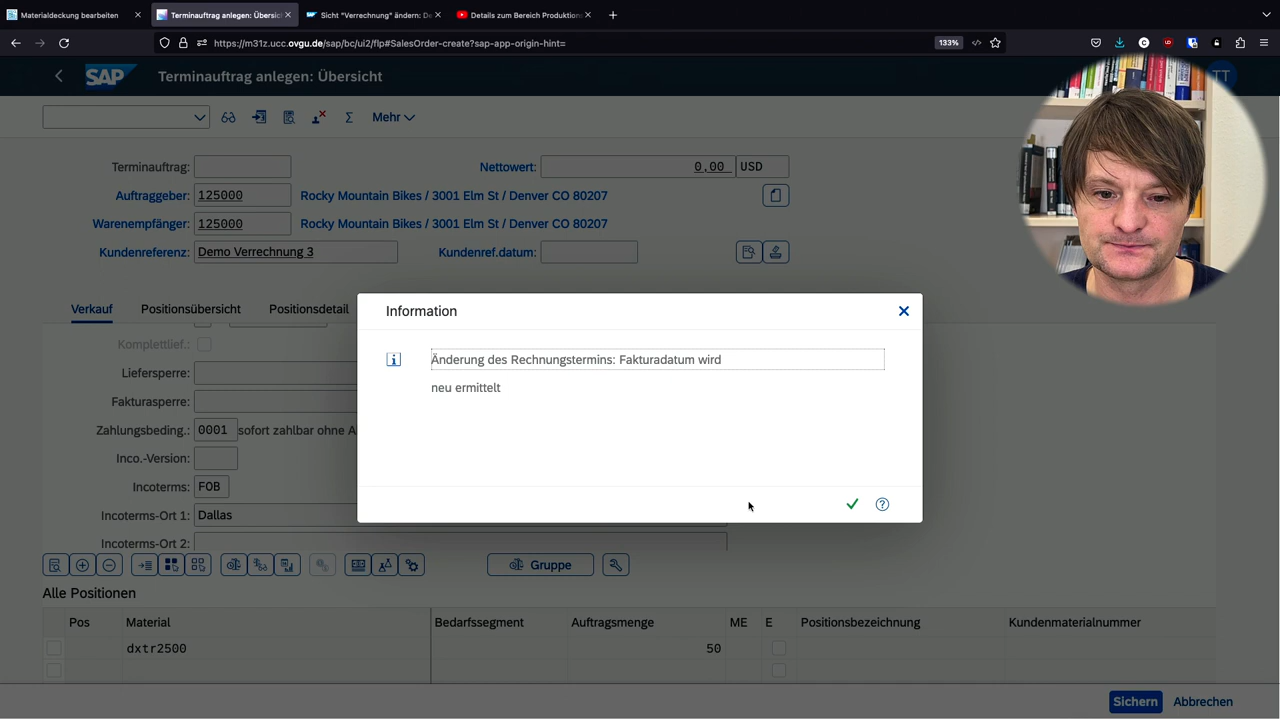 Materialdeckung bearbeiten
Terminauftrag anlegen: Übersic
Sicht "Verrechnung" ändern: De
Details zum Bereich Produktions
https://m31z.ucc.ovgu.de/sap/bc/ui2/flp#SalesOrder-create?sap-app-origin-hint=
133%
SAP
Terminauftrag anlegen: Übersicht
TT
Mehr
Terminauftrag:
Nettowert:
0,00
USD
Auftraggeber:
125000
Rocky Mountain Bikes / 3001 Elm St / Denver CO 80207
Warenempfänger:
125000
Rocky Mountain Bikes / 3001 Elm St / Denver CO 80207
Kundenreferenz:
Demo Verrechnung 3
Kundenref.datum:
Verkauf
Positionsübersicht
Positionsdetail
Information
Änderung des Rechnungstermins: Fakturadatum wird
neu ermittelt
Komplettlief.:
Liefersperre:
Fakturasperre:
Zahlungsbeding.:
0001
sofort zahlbar ohne A
Inco.-Version:
Incoterms:
FOB
Incoterms-Ort 1:
Dallas
Incoterms-Ort 2:
Gruppe
Alle Positionen
Pos
Material
Bedarfssegment
Auftragsmenge
ME
E
Positionsbezeichnung
Kundenmaterialnummer
dxtr2500
50
Sichern
Abbrechen